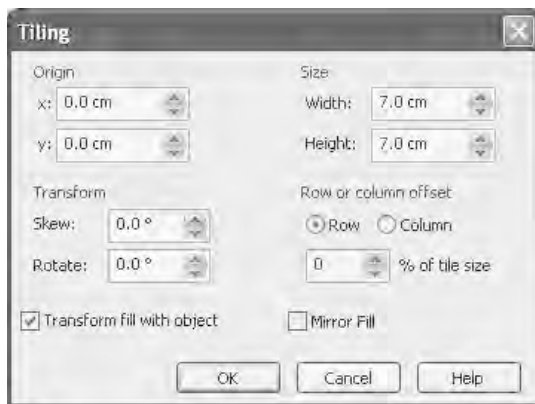 Tiling
Origin
x: 0.0 cm
y: 0.0 cm
Size
Width: 7.0 cm
Height: 7.0 cm
Transform
Skew: 0.0 °
Rotate: 0.0 °
Row or column offset
Row Column
0 % of tile size
Transform fill with object
Mirror Fill
OK Cancel Help